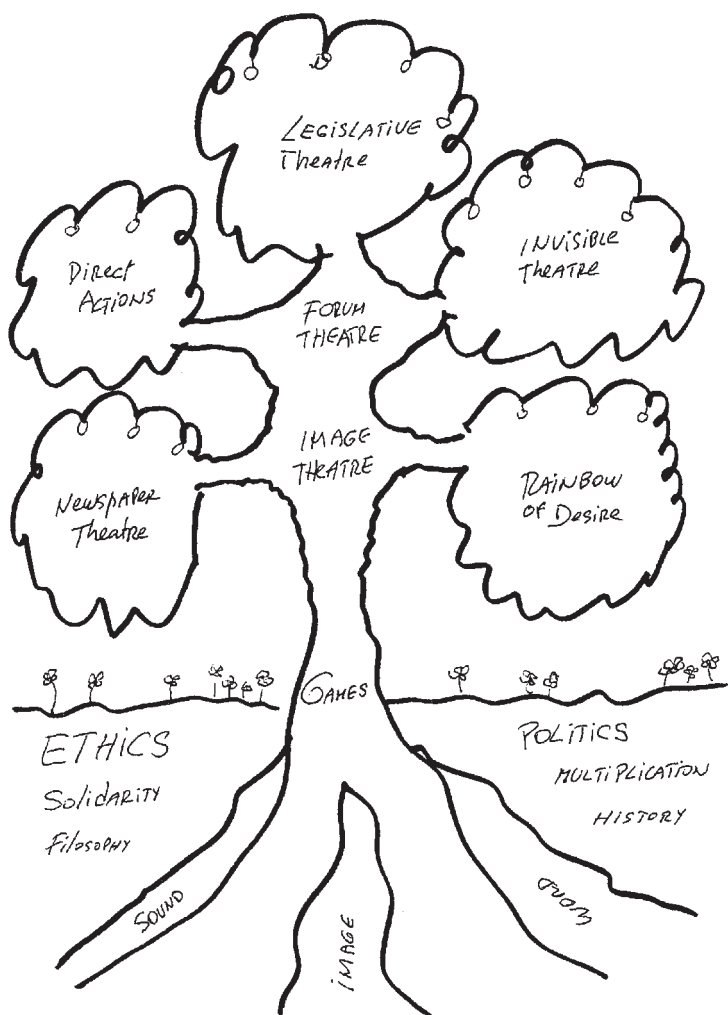 LEGISLATIVE
Theatre
Direct
Actions
INVISIBLE
THEATRE
FORUM
THEATRE
IMAGE
THEATRE
Newspaper
Theatre
RAINBOW
of Desire
GAMES
ETHICS
Solidarity
Filosophy
POLITICS
MULTIPLICATION
HISTORY
SOUND
IMAGE
WORD